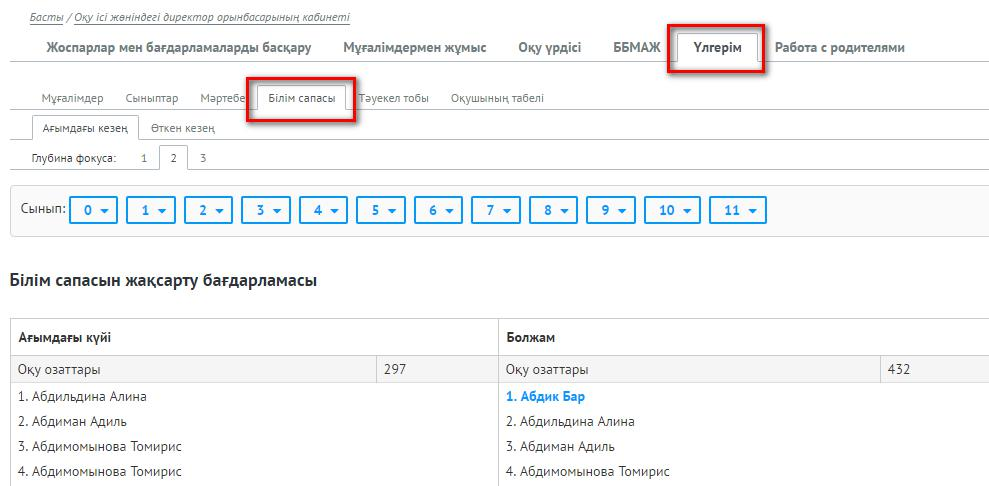 Басты / Оқу ісі жөніндегі директор орынбасарының кабинеті
Жоспарлар мен бағдарламаларды басқару Мұғалімдермен жұмыс Оқу үрдісі ББМАЖ Үлгерім Работа с родителями
Мұғалімдер Сыныптар Мәртебе Білім сапасы Тәуекел тобы Оқушының табелі
Ағымдағы кезең Өткен кезең
Глубина фокуса: 1 2 3
Сынып: 0 1 2 3 4 5 6 7 8 9 10 11
Білім сапасын жақсарту бағдарламасы
Ағымдағы күйі Болжам
Оқу озаттары 297 Оқу озаттары 432
1. Абдильдина Алина 1. Абдик Бар
2. Абдиман Адиль 2. Абдильдина Алина
3. Абдимомынова Томирис 3. Абдиман Адиль
4. Абдимомынова Томирис 4. Абдимомынова Томирис